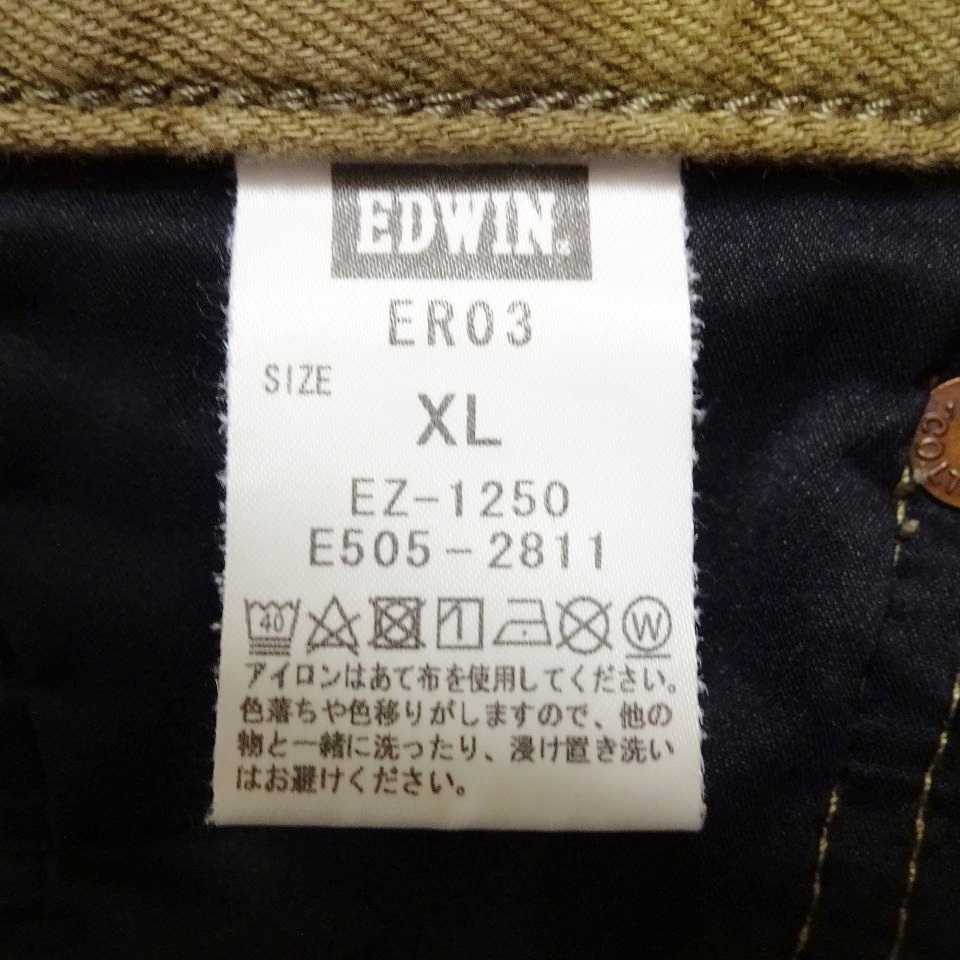 EDWIN.
ER03
SIZE
XL
EZ-1250
E505-2811
40 W
アイロンはあて布を使用してください。
色落ちや色移りがしますので、他の
物と一緒に洗ったり、浸け置き洗い
はお避けください。